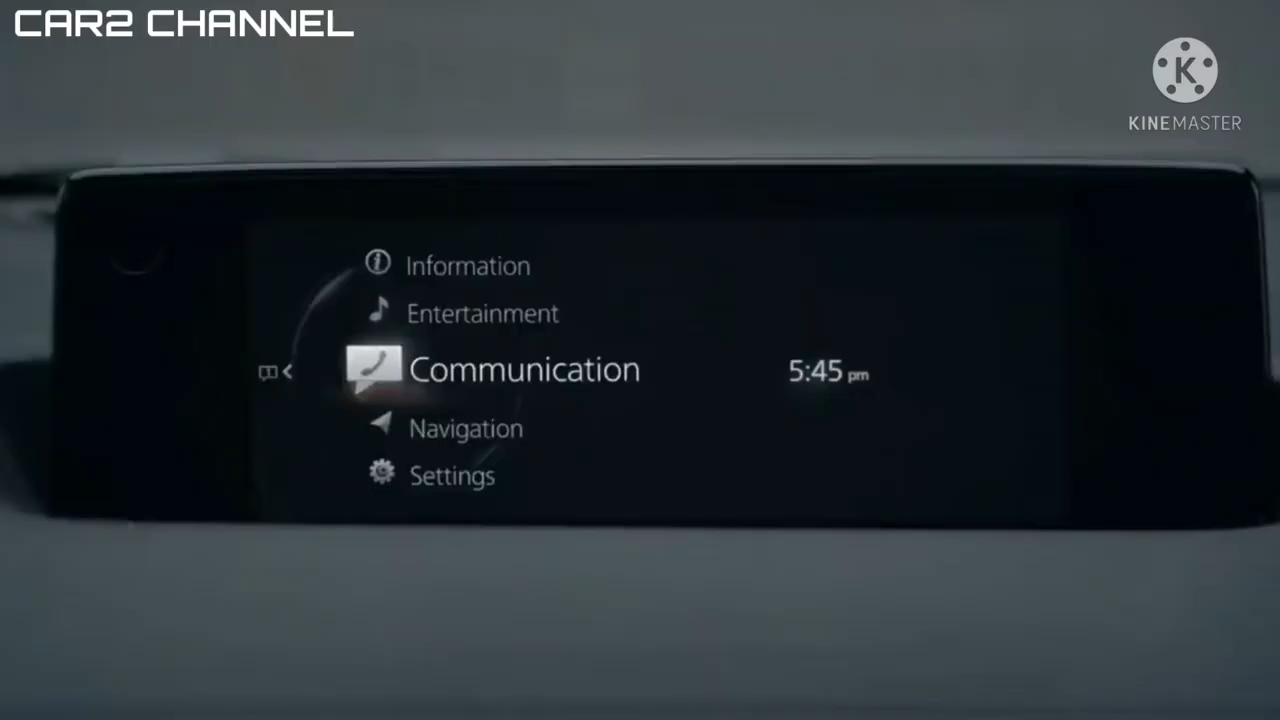 CAR2 CHANNEL
KINEMASTER
Information
Entertainment
Communication
5:45 pm
Navigation
Settings